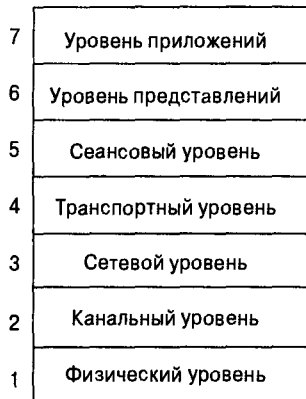 7 Уровень приложений
6 Уровень представлений
5 Сеансовый уровень
4 Транспортный уровень
3 Сетевой уровень
2 Канальный уровень
1 Физический уровень